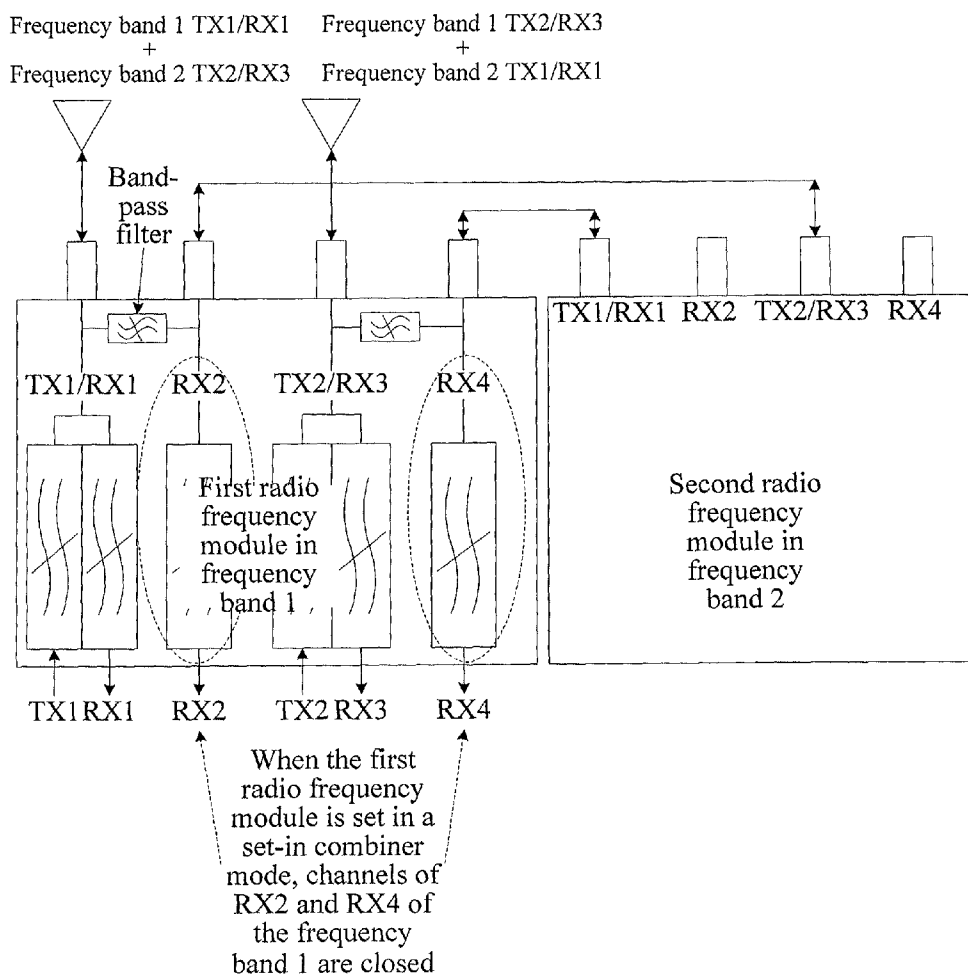 Frequency band 1 TX1/RX1
+
Frequency band 2 TX2/RX3
Frequency band 1 TX2/RX3
+
Frequency band 2 TX1/RX1
Band-
pass
filter
TX1/RX1
RX2
TX2/RX3
RX4
TX1/RX1
RX2
TX2/RX3
RX4
First radio
frequency
module in
frequency
band 1
Second radio
frequency
module in
frequency
band 2
TX1
RX1
RX2
TX2
RX3
RX4
When the first
radio frequency
module is set in a
set-in combiner
mode, channels of
RX2 and RX4 of
the frequency
band 1 are closed